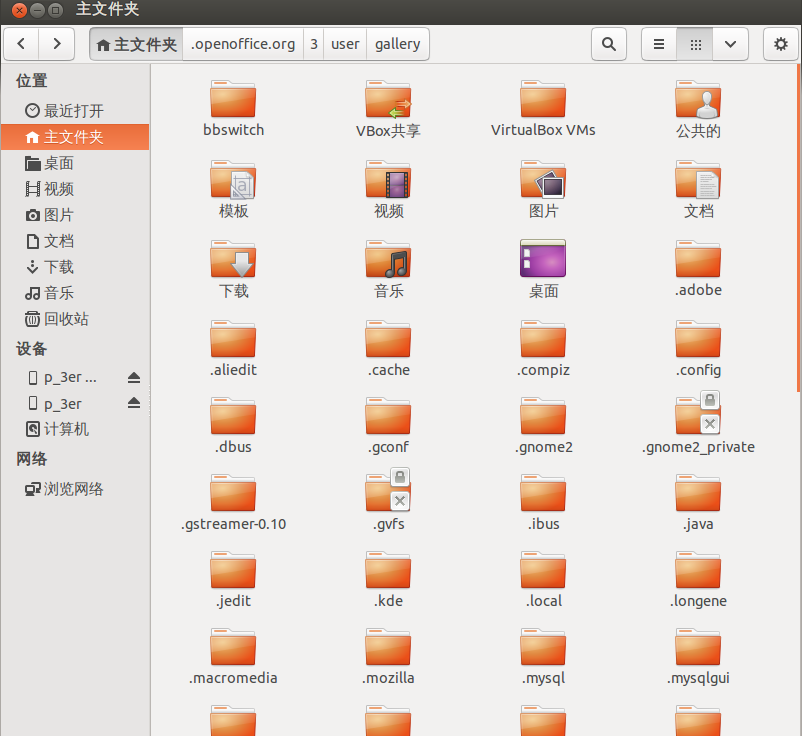 主文件夹
主文件夹 .openoffice.org 3 user gallery
位置
最近打开
主文件夹
桌面
视频
图片
文档
下载
音乐
回收站
设备
p_3er ...
p_3er
计算机
网络
浏览网络
bbswitch VBox共享 VirtualBox VMs 公共的
模板 视频 图片 文档
下载 音乐 桌面 .adobe
.aliedit .cache .compiz .config
.dbus .gconf .gnome2 .gnome2_private
.gstreamer-0.10 .gvfs .ibus .java
.jedit .kde .local .longene
.macromedia .mozilla .mysql .mysqlgui